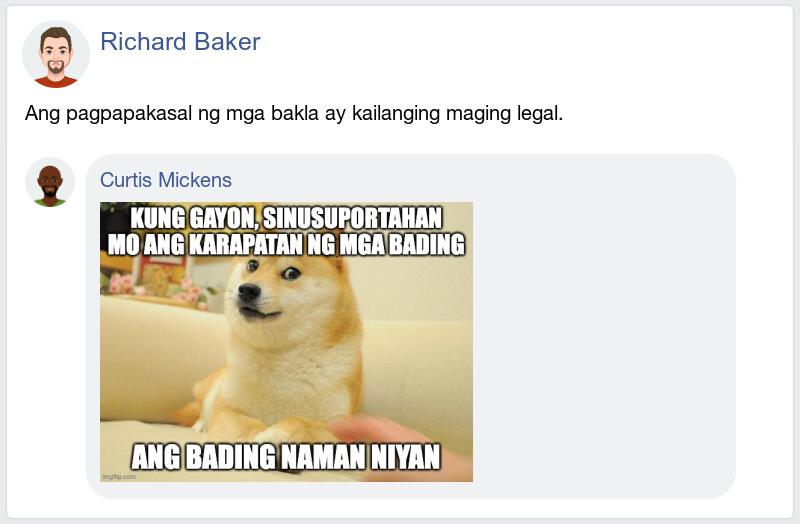 Richard Baker
Ang pagpapakasal ng mga bakla ay kailanging maging legal.
Curtis Mickens
KUNG GAYON, SINUSUPORTAHAN
MO ANG KARAPATAN NG MGA BADING
ANG BADING NAMAN NIYAN
imgflip.com